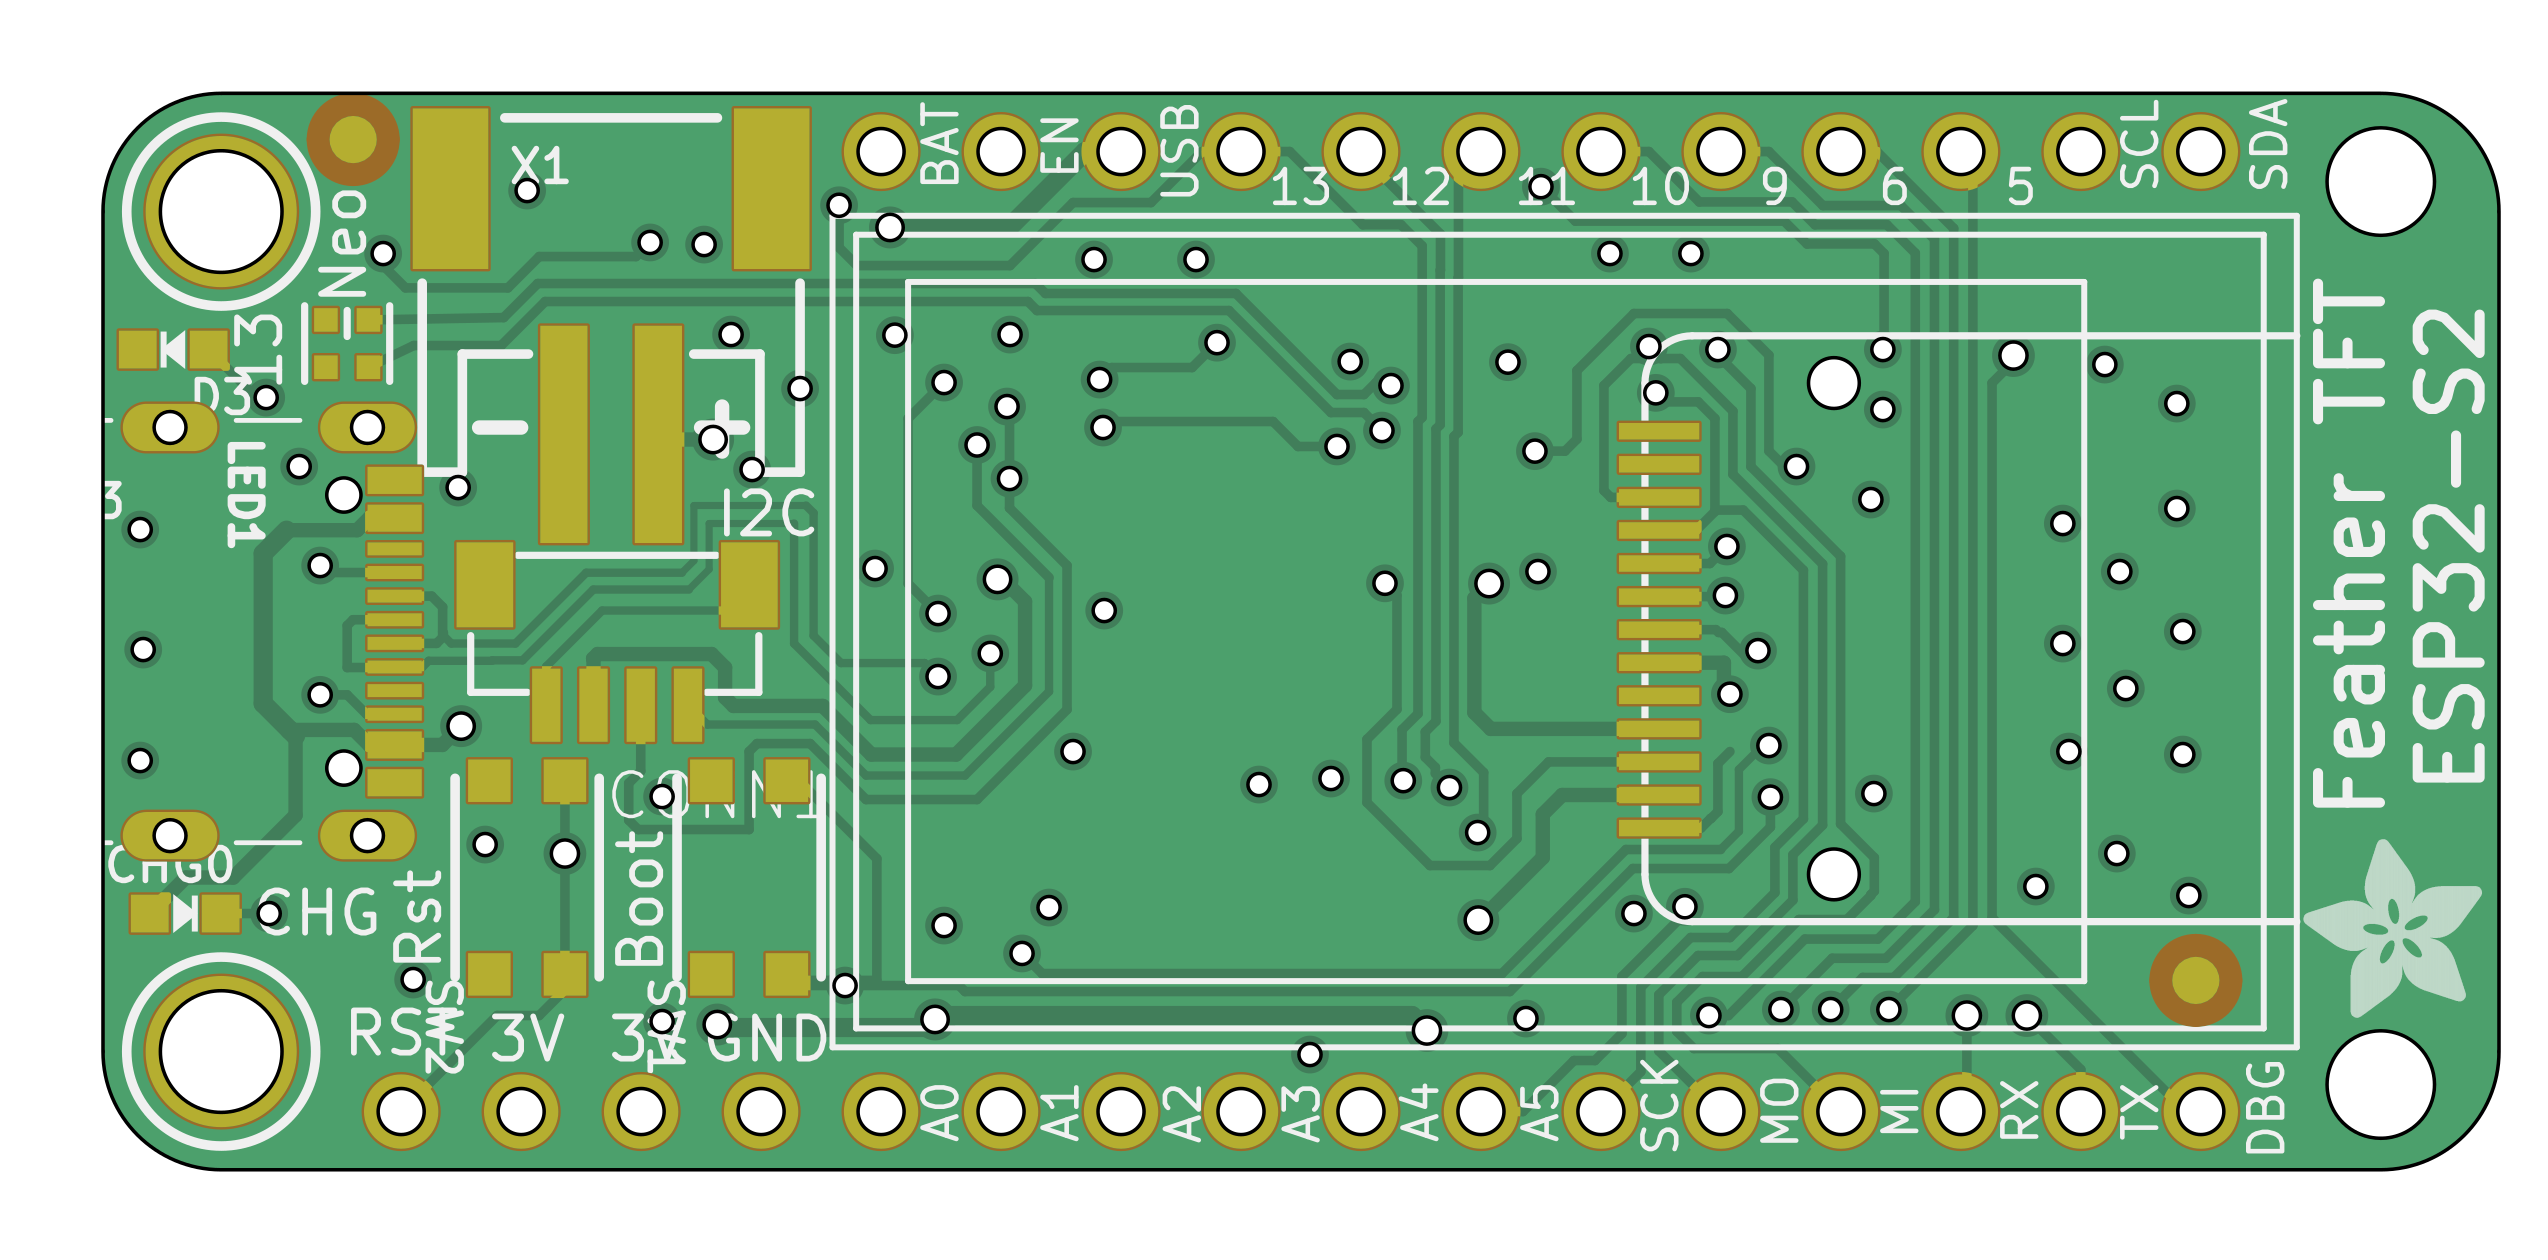 X1
BAT
EN
USB
13
12
11
10
9
6
5
SCL
SDA
Neo
13
D3
LED1
3
I2C
Feather TFT
ESP32-S2
CONN1
CHG0
CHG
Rst
Boot
SW2
SW1
RST
3V
3V
GND
A0
A1
A2
A3
A4
A5
SCK
MO
MI
RX
TX
DBG